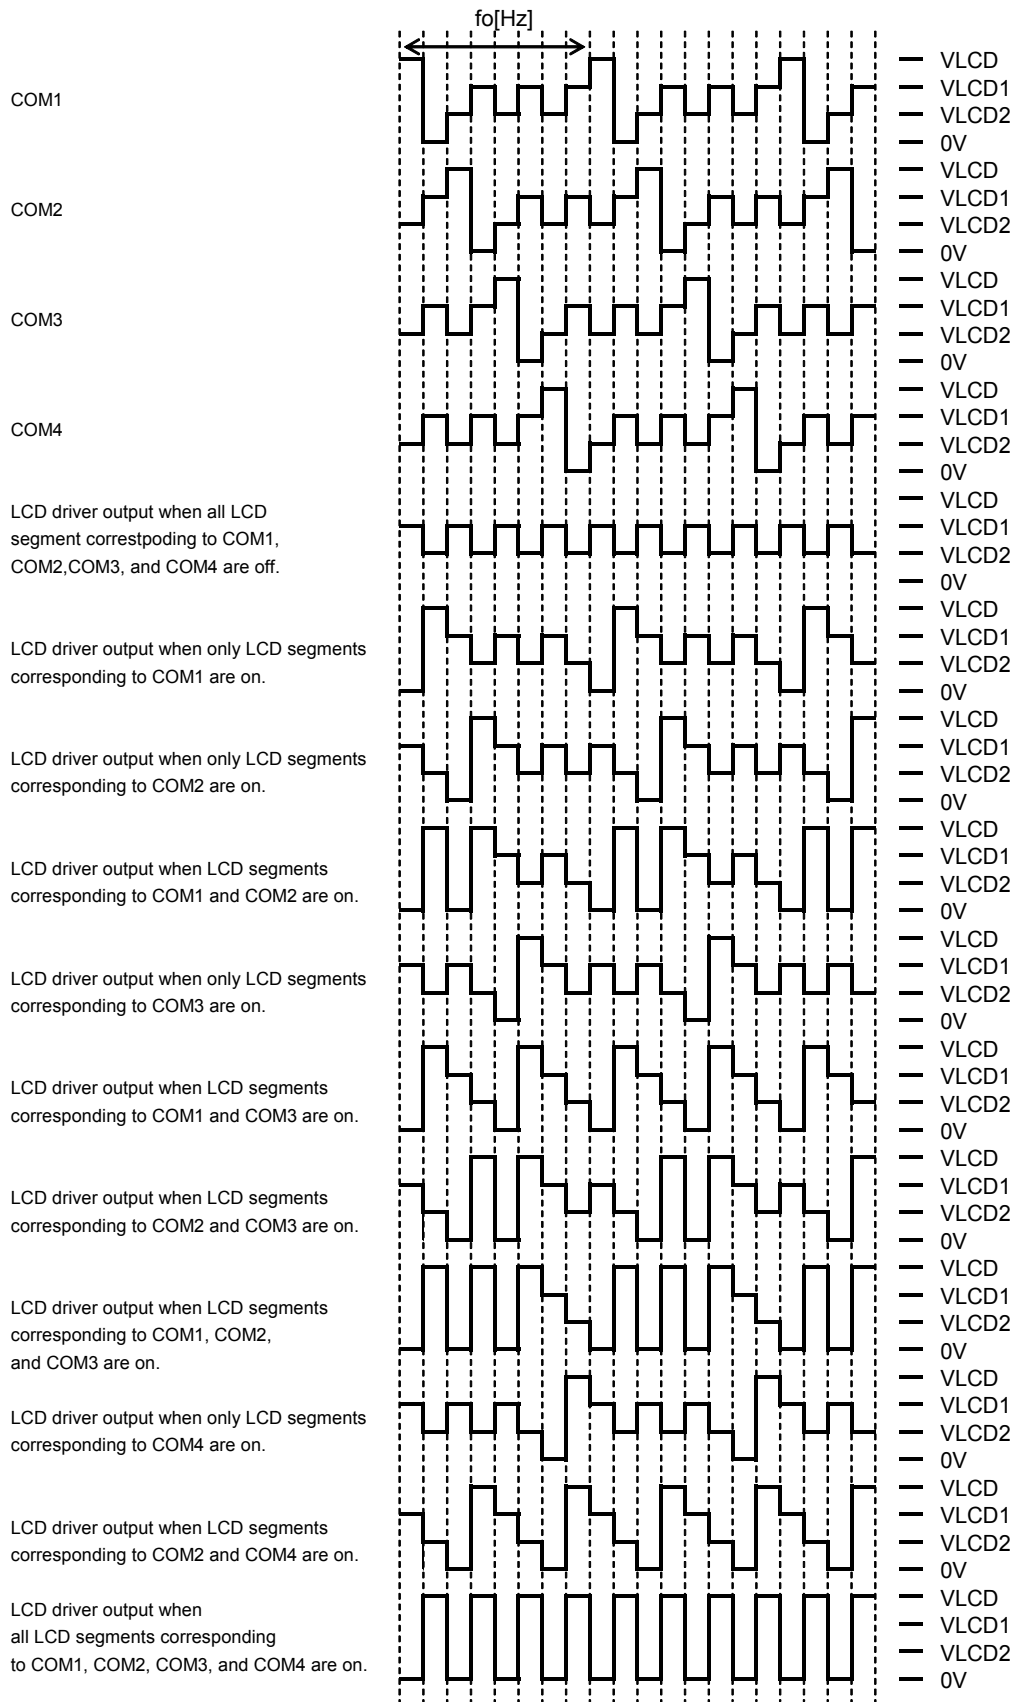 fo[Hz]
VLCD
COM1
VLCD1
VLCD2
0V
VLCD
COM2
VLCD1
VLCD2
0V
VLCD
COM3
VLCD1
VLCD2
0V
VLCD
COM4
VLCD1
VLCD2
0V
LCD driver output when all LCD
segment correstpoding to COM1,
COM2,COM3, and COM4 are off.
VLCD
VLCD1
VLCD2
0V
LCD driver output when only LCD segments
corresponding to COM1 are on.
VLCD
VLCD1
VLCD2
0V
LCD driver output when only LCD segments
corresponding to COM2 are on.
VLCD
VLCD1
VLCD2
0V
LCD driver output when LCD segments
corresponding to COM1 and COM2 are on.
VLCD
VLCD1
VLCD2
0V
LCD driver output when only LCD segments
corresponding to COM3 are on.
VLCD
VLCD1
VLCD2
0V
LCD driver output when LCD segments
corresponding to COM1 and COM3 are on.
VLCD
VLCD1
VLCD2
0V
LCD driver output when LCD segments
corresponding to COM2 and COM3 are on.
VLCD
VLCD1
VLCD2
0V
LCD driver output when LCD segments
corresponding to COM1, COM2,
and COM3 are on.
VLCD
VLCD1
VLCD2
0V
LCD driver output when only LCD segments
corresponding to COM4 are on.
VLCD
VLCD1
VLCD2
0V
LCD driver output when LCD segments
corresponding to COM2 and COM4 are on.
VLCD
VLCD1
VLCD2
0V
LCD driver output when
all LCD segments corresponding
to COM1, COM2, COM3, and COM4 are on.
VLCD
VLCD1
VLCD2
0V